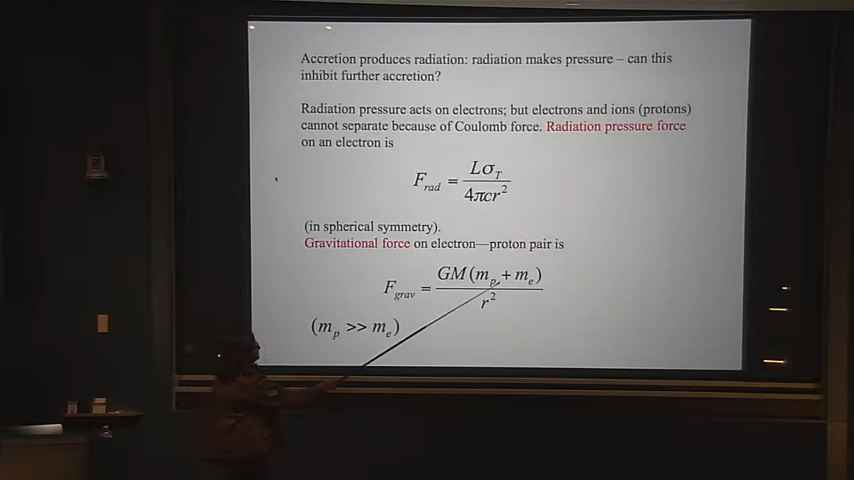 Accretion produces radiation: radiation makes pressure – can this
inhibit further accretion?
Radiation pressure acts on electrons; but electrons and ions (protons)
cannot separate because of Coulomb force. Radiation pressure force
on an electron is
F_rad = Lσ_T / 4πcr²
(in spherical symmetry).
Gravitational force on electron—proton pair is
F_grav = GM(m_p + m_e) / r²
(m_p >> m_e)